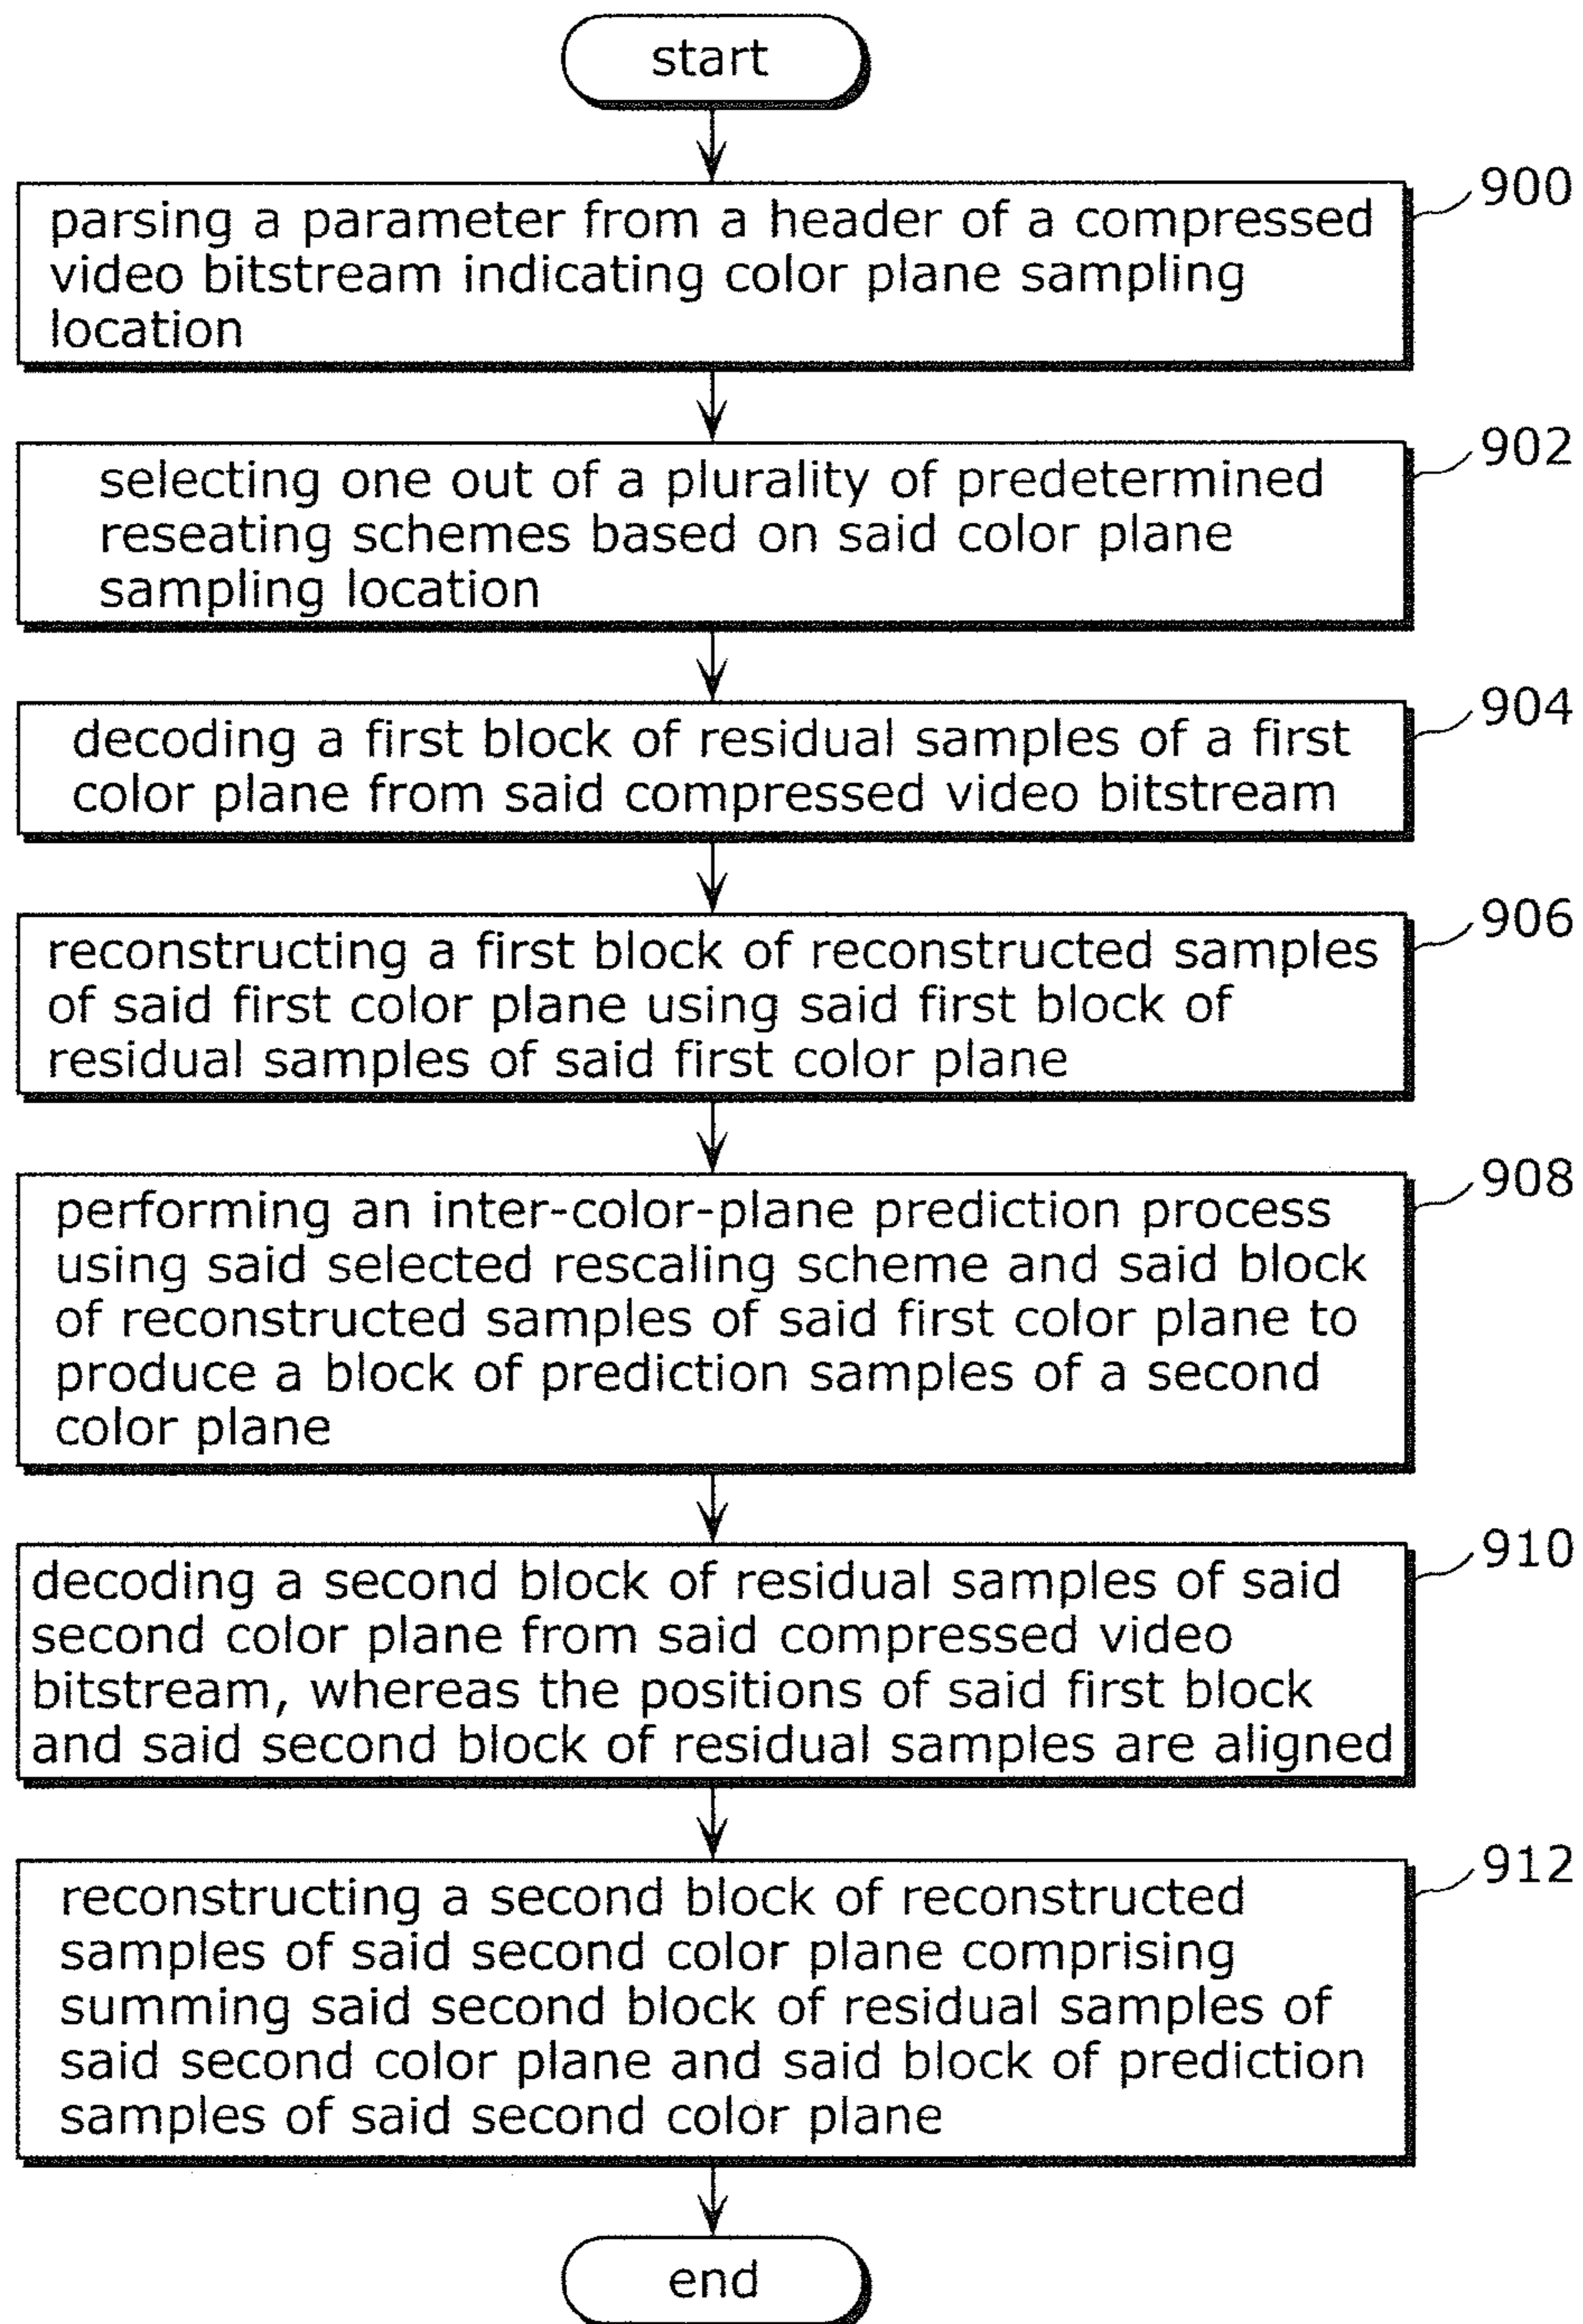 start
900
parsing a parameter from a header of a compressed
video bitstream indicating color plane sampling
location
902
selecting one out of a plurality of predetermined
reseating schemes based on said color plane
sampling location
904
decoding a first block of residual samples of a first
color plane from said compressed video bitstream
906
reconstructing a first block of reconstructed samples
of said first color plane using said first block of
residual samples of said first color plane
908
performing an inter-color-plane prediction process
using said selected rescaling scheme and said block
of reconstructed samples of said first color plane to
produce a block of prediction samples of a second
color plane
910
decoding a second block of residual samples of said
second color plane from said compressed video
bitstream, whereas the positions of said first block
and said second block of residual samples are aligned
912
reconstructing a second block of reconstructed
samples of said second color plane comprising
summing said second block of residual samples of
said second color plane and said block of prediction
samples of said second color plane
end